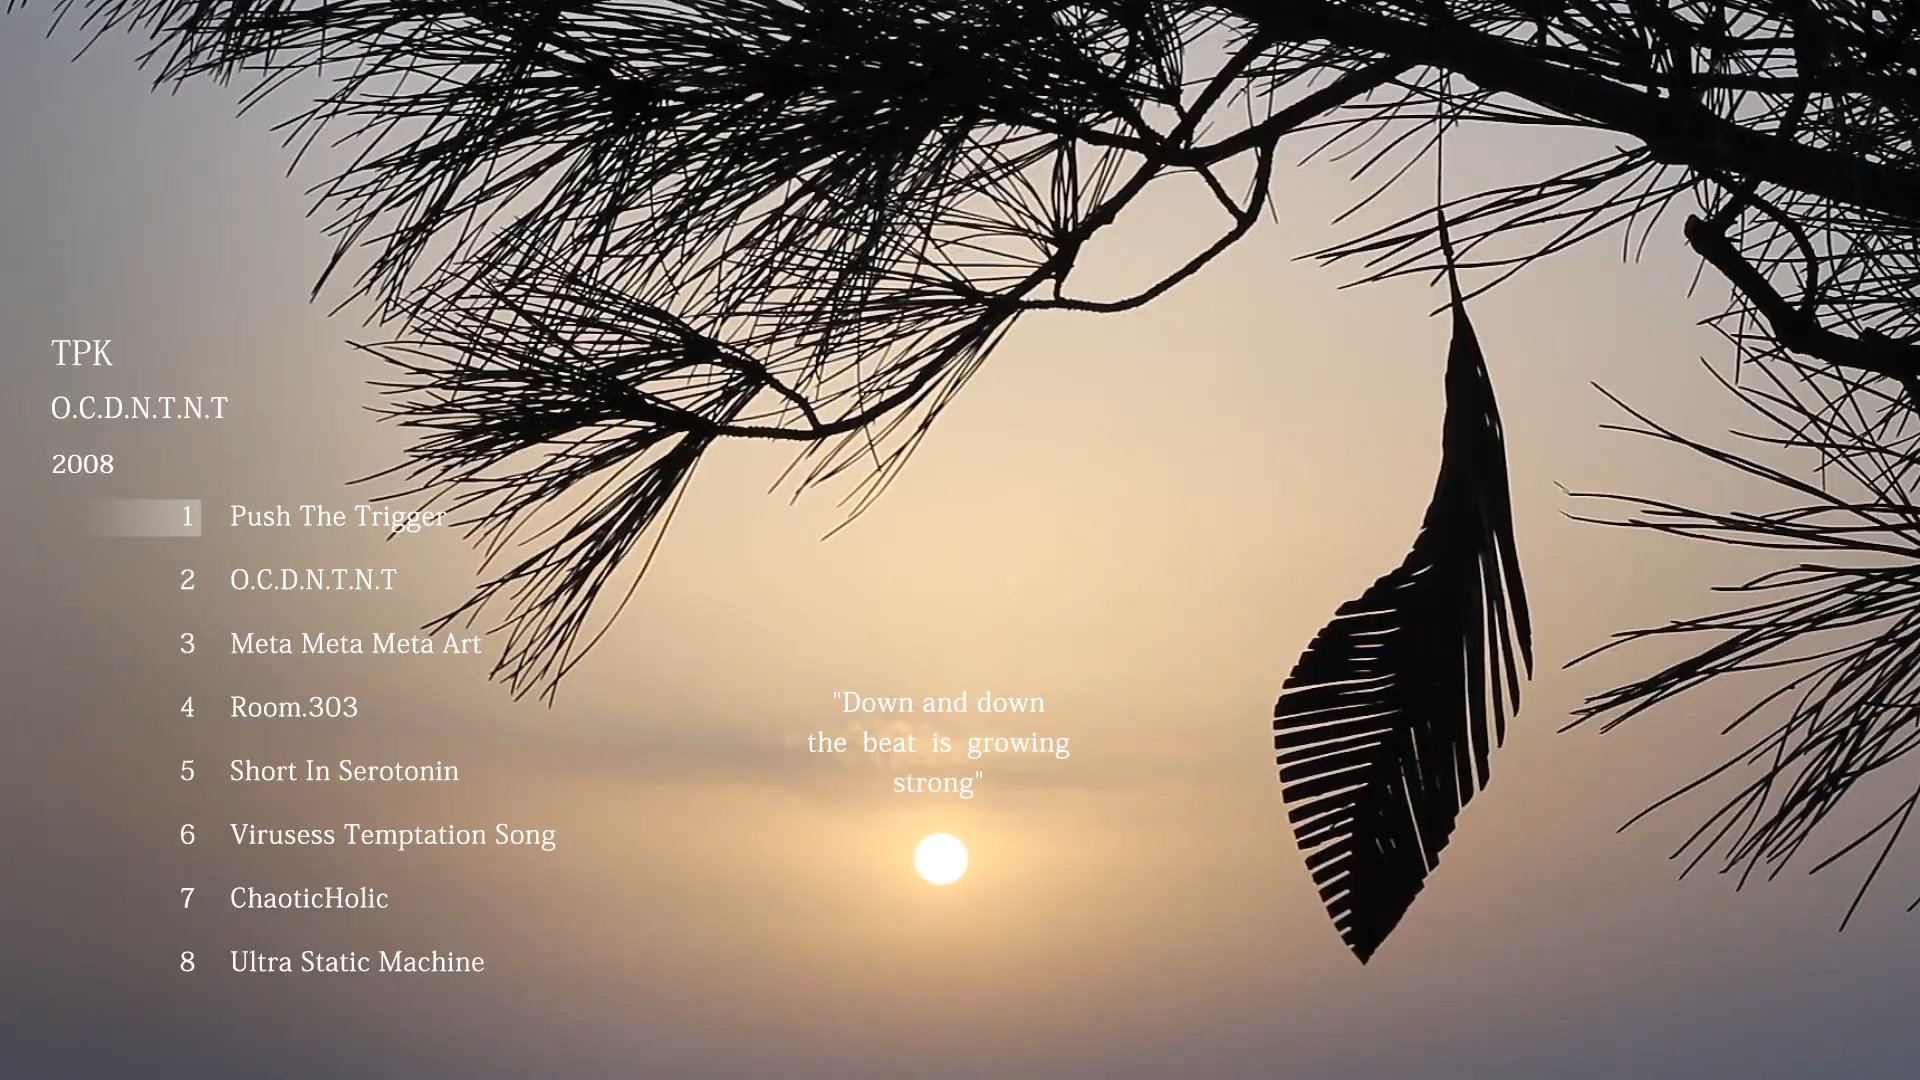 TPK
O.C.D.N.T.N.T
2008
1 Push The Trigger
2 O.C.D.N.T.N.T
3 Meta Meta Meta Art
4 Room.303
5 Short In Serotonin
6 Virusess Temptation Song
7 ChaoticHolic
8 Ultra Static Machine
"Down and down
the beat is growing
strong"